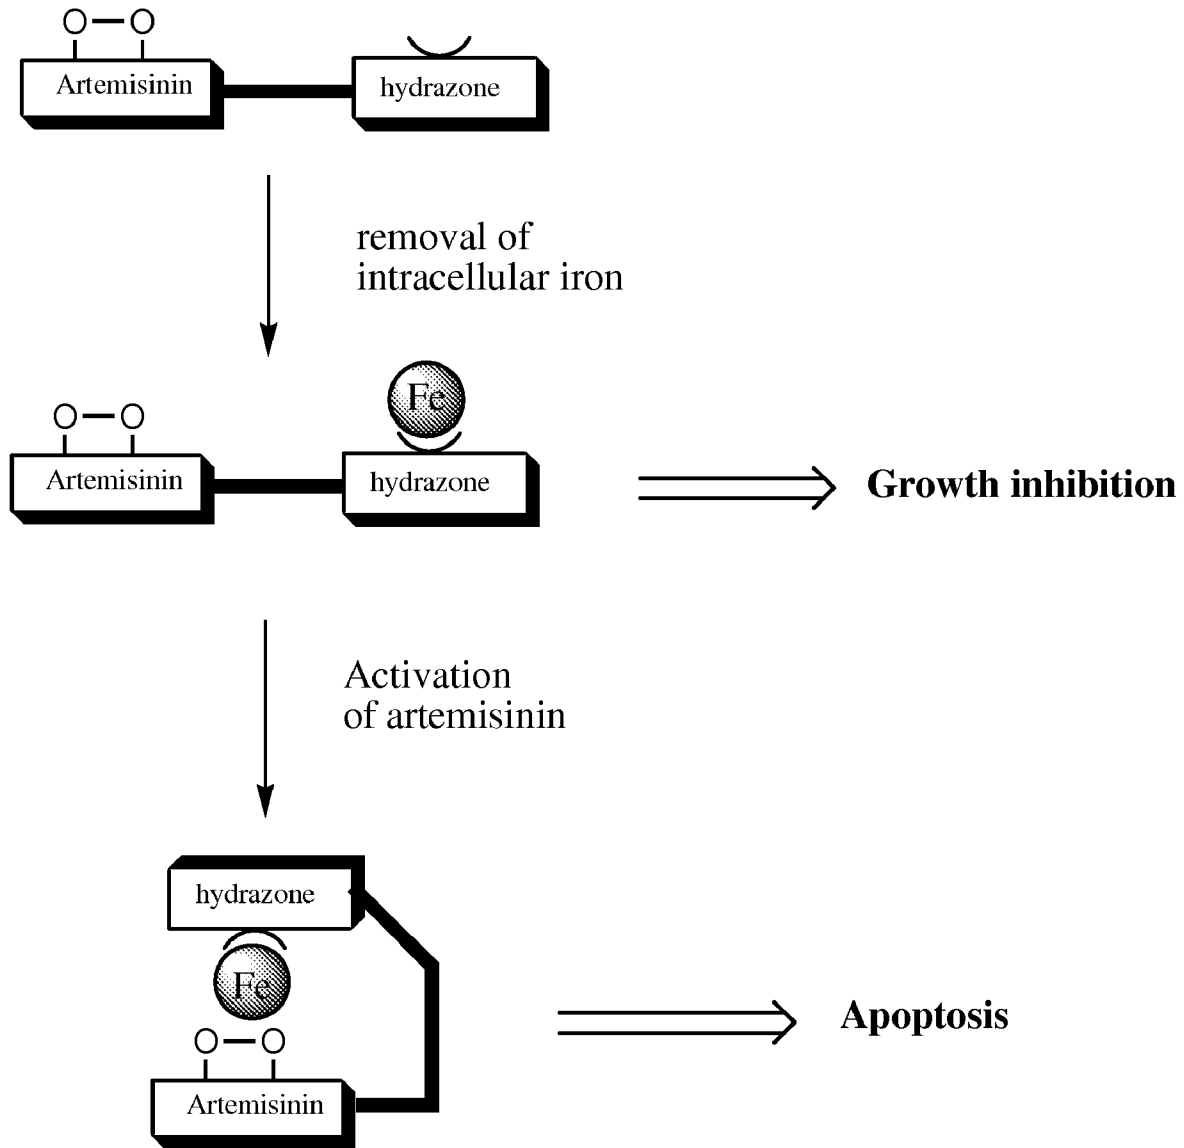 O—O
Artemisinin hydrazone
removal of
intracellular iron
Fe
O—O
Artemisinin hydrazone
Growth inhibition
Activation
of artemisinin
hydrazone
Fe
O—O
Apoptosis
Artemisinin